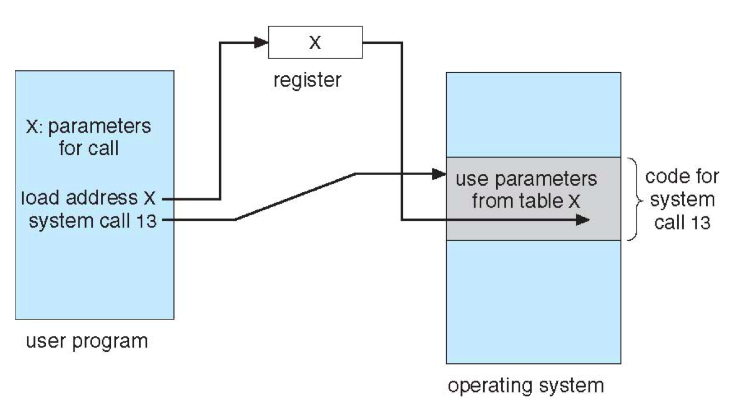 X
register
X: parameters
for call
load address X
system call 13
user program
use parameters
from table X
code for
system
call 13
operating system